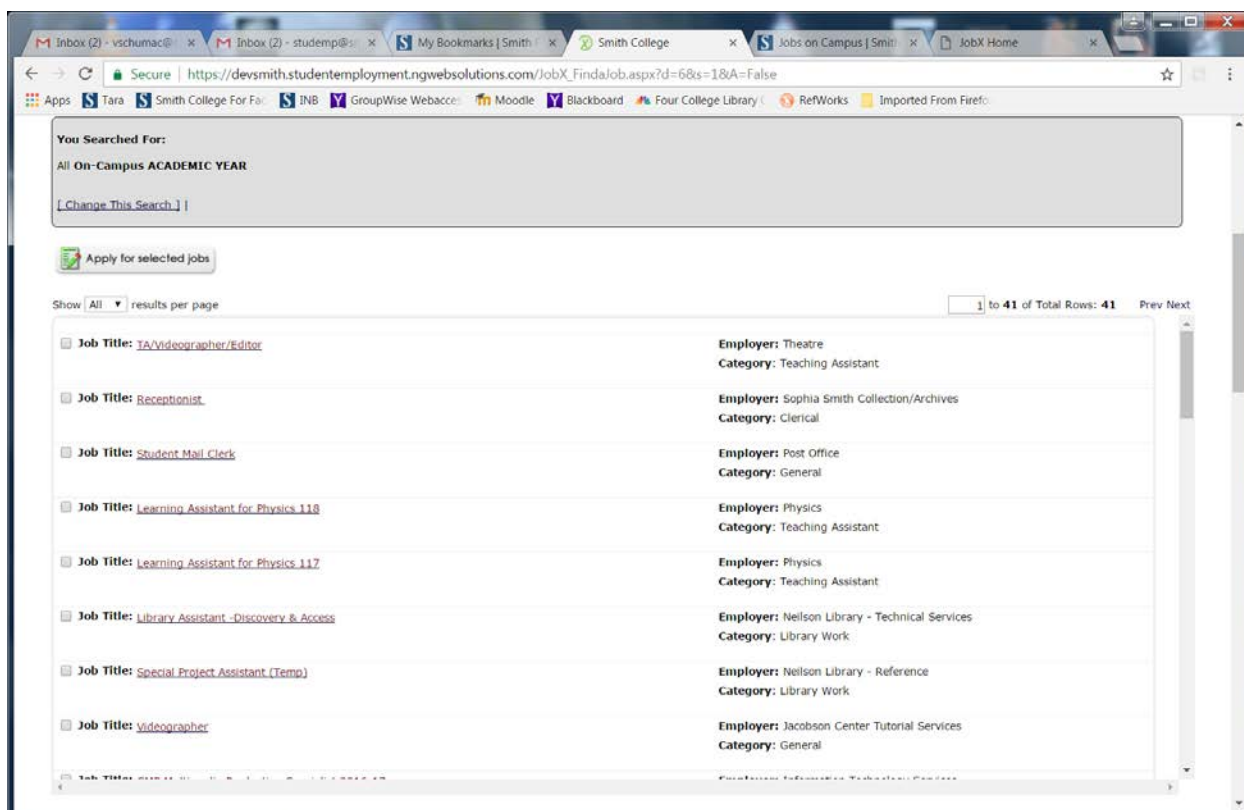 Inbox (2) - vschumac@
Inbox (2) - studemp@s
My Bookmarks | Smith
Smith College
Jobs on Campus | Smit
JobX Home
Secure | https://devsmith.studentemployment.ngwebsolutions.com/JobX_FindaJob.aspx?d=6&s=1&A=False
Apps Tara Smith College For Fac INB GroupWise Webacces Moodle Blackboard Four College Library RefWorks Imported From Firefo
You Searched For:
All On-Campus ACADEMIC YEAR
[ Change This Search ] |
Apply for selected jobs
Show All results per page 1 to 41 of Total Rows: 41 Prev Next
Job Title: TA/Videographer/Editor Employer: Theatre
Category: Teaching Assistant
Job Title: Receptionist Employer: Sophia Smith Collection/Archives
Category: Clerical
Job Title: Student Mail Clerk Employer: Post Office
Category: General
Job Title: Learning Assistant for Physics 118 Employer: Physics
Category: Teaching Assistant
Job Title: Learning Assistant for Physics 117 Employer: Physics
Category: Teaching Assistant
Job Title: Library Assistant -Discovery & Access Employer: Neilson Library - Technical Services
Category: Library Work
Job Title: Special Project Assistant (Temp) Employer: Neilson Library - Reference
Category: Library Work
Job Title: Videographer Employer: Jacobson Center Tutorial Services
Category: General
Job Title: Employer: Information Technology Services